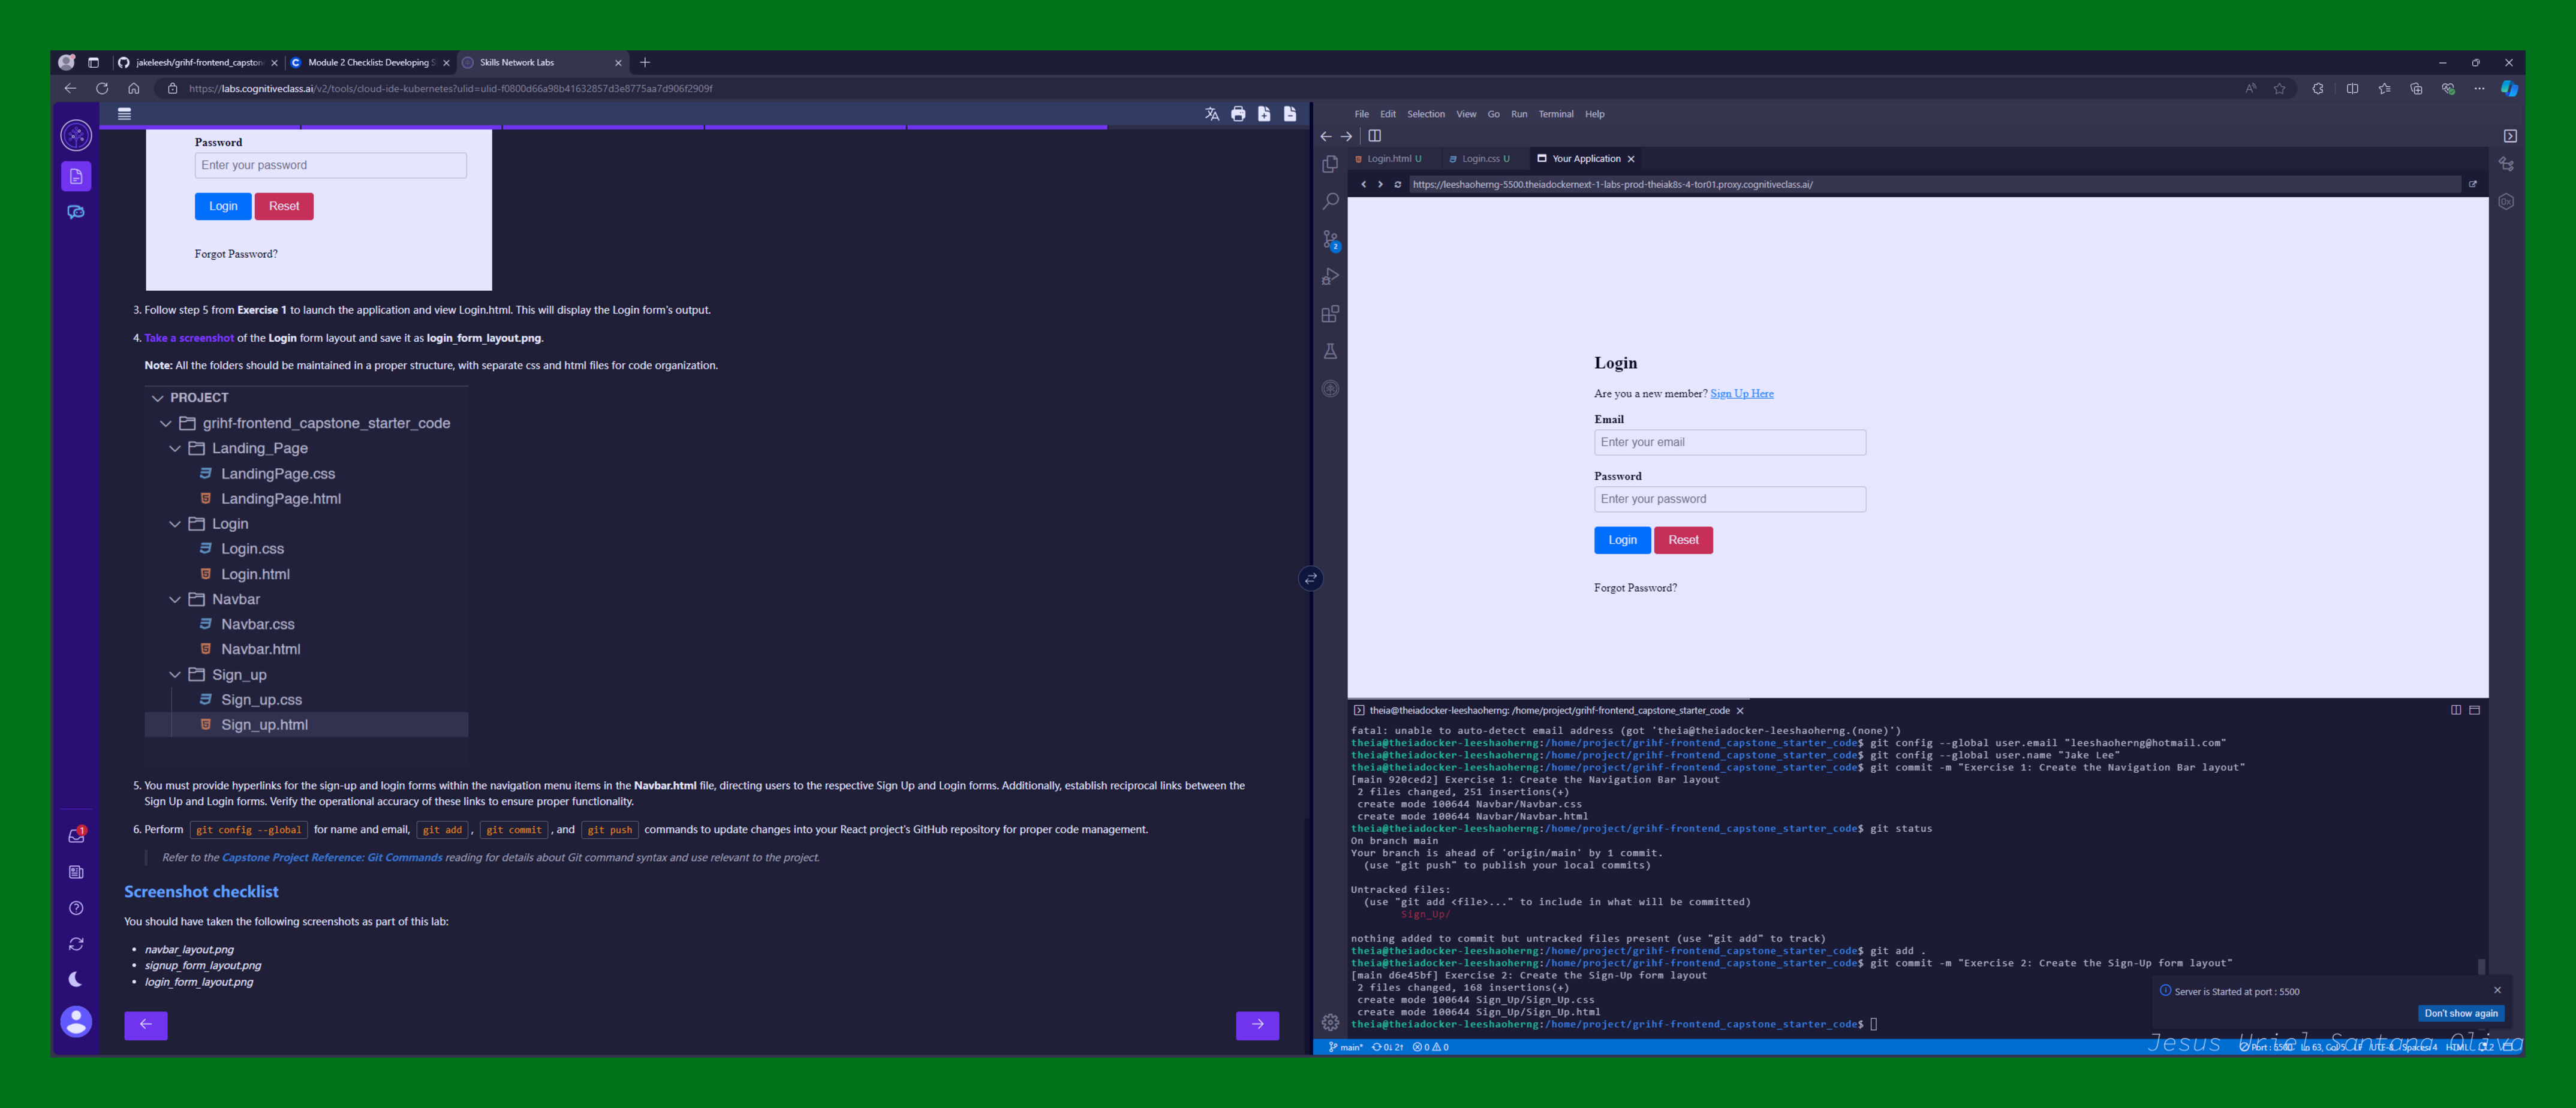 jakeleesh/grihf-frontend_capston
Module 2 Checklist: Developing S
Skills Network Labs
https://labs.cognitiveclass.ai/v2/tools/cloud-ide-kubernetes?ulid=ulid-f0800d66a98b41632857d3e8775aa7d906f2909f
Password
Enter your password
Login Reset
Forgot Password?
3. Follow step 5 from Exercise 1 to launch the application and view Login.html. This will display the Login form's output.
4. Take a screenshot of the Login form layout and save it as login_form_layout.png.
Note: All the folders should be maintained in a proper structure, with separate css and html files for code organization.
PROJECT
grihf-frontend_capstone_starter_code
Landing_Page
LandingPage.css
LandingPage.html
Login
Login.css
Login.html
Navbar
Navbar.css
Navbar.html
Sign_up
Sign_up.css
Sign_up.html
5. You must provide hyperlinks for the sign-up and login forms within the navigation menu items in the Navbar.html file, directing users to the respective Sign Up and Login forms. Additionally, establish reciprocal links between the
Sign Up and Login forms. Verify the operational accuracy of these links to ensure proper functionality.
6. Perform git config --global for name and email, git add , git commit , and git push commands to update changes into your React project's GitHub repository for proper code management.
Refer to the Capstone Project Reference: Git Commands reading for details about Git command syntax and use relevant to the project.
Screenshot checklist
You should have taken the following screenshots as part of this lab:
• navbar_layout.png
• signup_form_layout.png
• login_form_layout.png
1
File Edit Selection View Go Run Terminal Help
Login.html U
Login.css U
Your Application
https://leeshaoherng-5500.theiadockernext-1-labs-prod-theiak8s-4-tor01.proxy.cognitiveclass.ai/
2
Login
Are you a new member? Sign Up Here
Email
Enter your email
Password
Enter your password
Login Reset
Forgot Password?
theia@theiadocker-leeshaoherng: /home/project/grihf-frontend_capstone_starter_code
fatal: unable to auto-detect email address (got 'theia@theiadocker-leeshaoherng.(none)')
theia@theiadocker-leeshaoherng:/home/project/grihf-frontend_capstone_starter_code$ git config --global user.email "leeshaoherng@hotmail.com"
theia@theiadocker-leeshaoherng:/home/project/grihf-frontend_capstone_starter_code$ git config --global user.name "Jake Lee"
theia@theiadocker-leeshaoherng:/home/project/grihf-frontend_capstone_starter_code$ git commit -m "Exercise 1: Create the Navigation Bar layout"
[main 920ced2] Exercise 1: Create the Navigation Bar layout
2 files changed, 251 insertions(+)
create mode 100644 Navbar/Navbar.css
create mode 100644 Navbar/Navbar.html
theia@theiadocker-leeshaoherng:/home/project/grihf-frontend_capstone_starter_code$ git status
On branch main
Your branch is ahead of 'origin/main' by 1 commit.
(use "git push" to publish your local commits)
Untracked files:
(use "git add <file>..." to include in what will be committed)
Sign_Up/
nothing added to commit but untracked files present (use "git add" to track)
theia@theiadocker-leeshaoherng:/home/project/grihf-frontend_capstone_starter_code$ git add .
theia@theiadocker-leeshaoherng:/home/project/grihf-frontend_capstone_starter_code$ git commit -m "Exercise 2: Create the Sign-Up form layout"
[main d6e45bf] Exercise 2: Create the Sign-Up form layout
2 files changed, 168 insertions(+)
create mode 100644 Sign_Up/Sign_Up.css
create mode 100644 Sign_Up/Sign_Up.html
theia@theiadocker-leeshaoherng:/home/project/grihf-frontend_capstone_starter_code$
Server is Started at port : 5500
Don't show again
main* 0↓ 2↑ 0 0
Port : 5500 Ln 63, Col 5 LF UTF-8 Spaces: 4 HTML 2
Jesus Uriel Santana Oliva